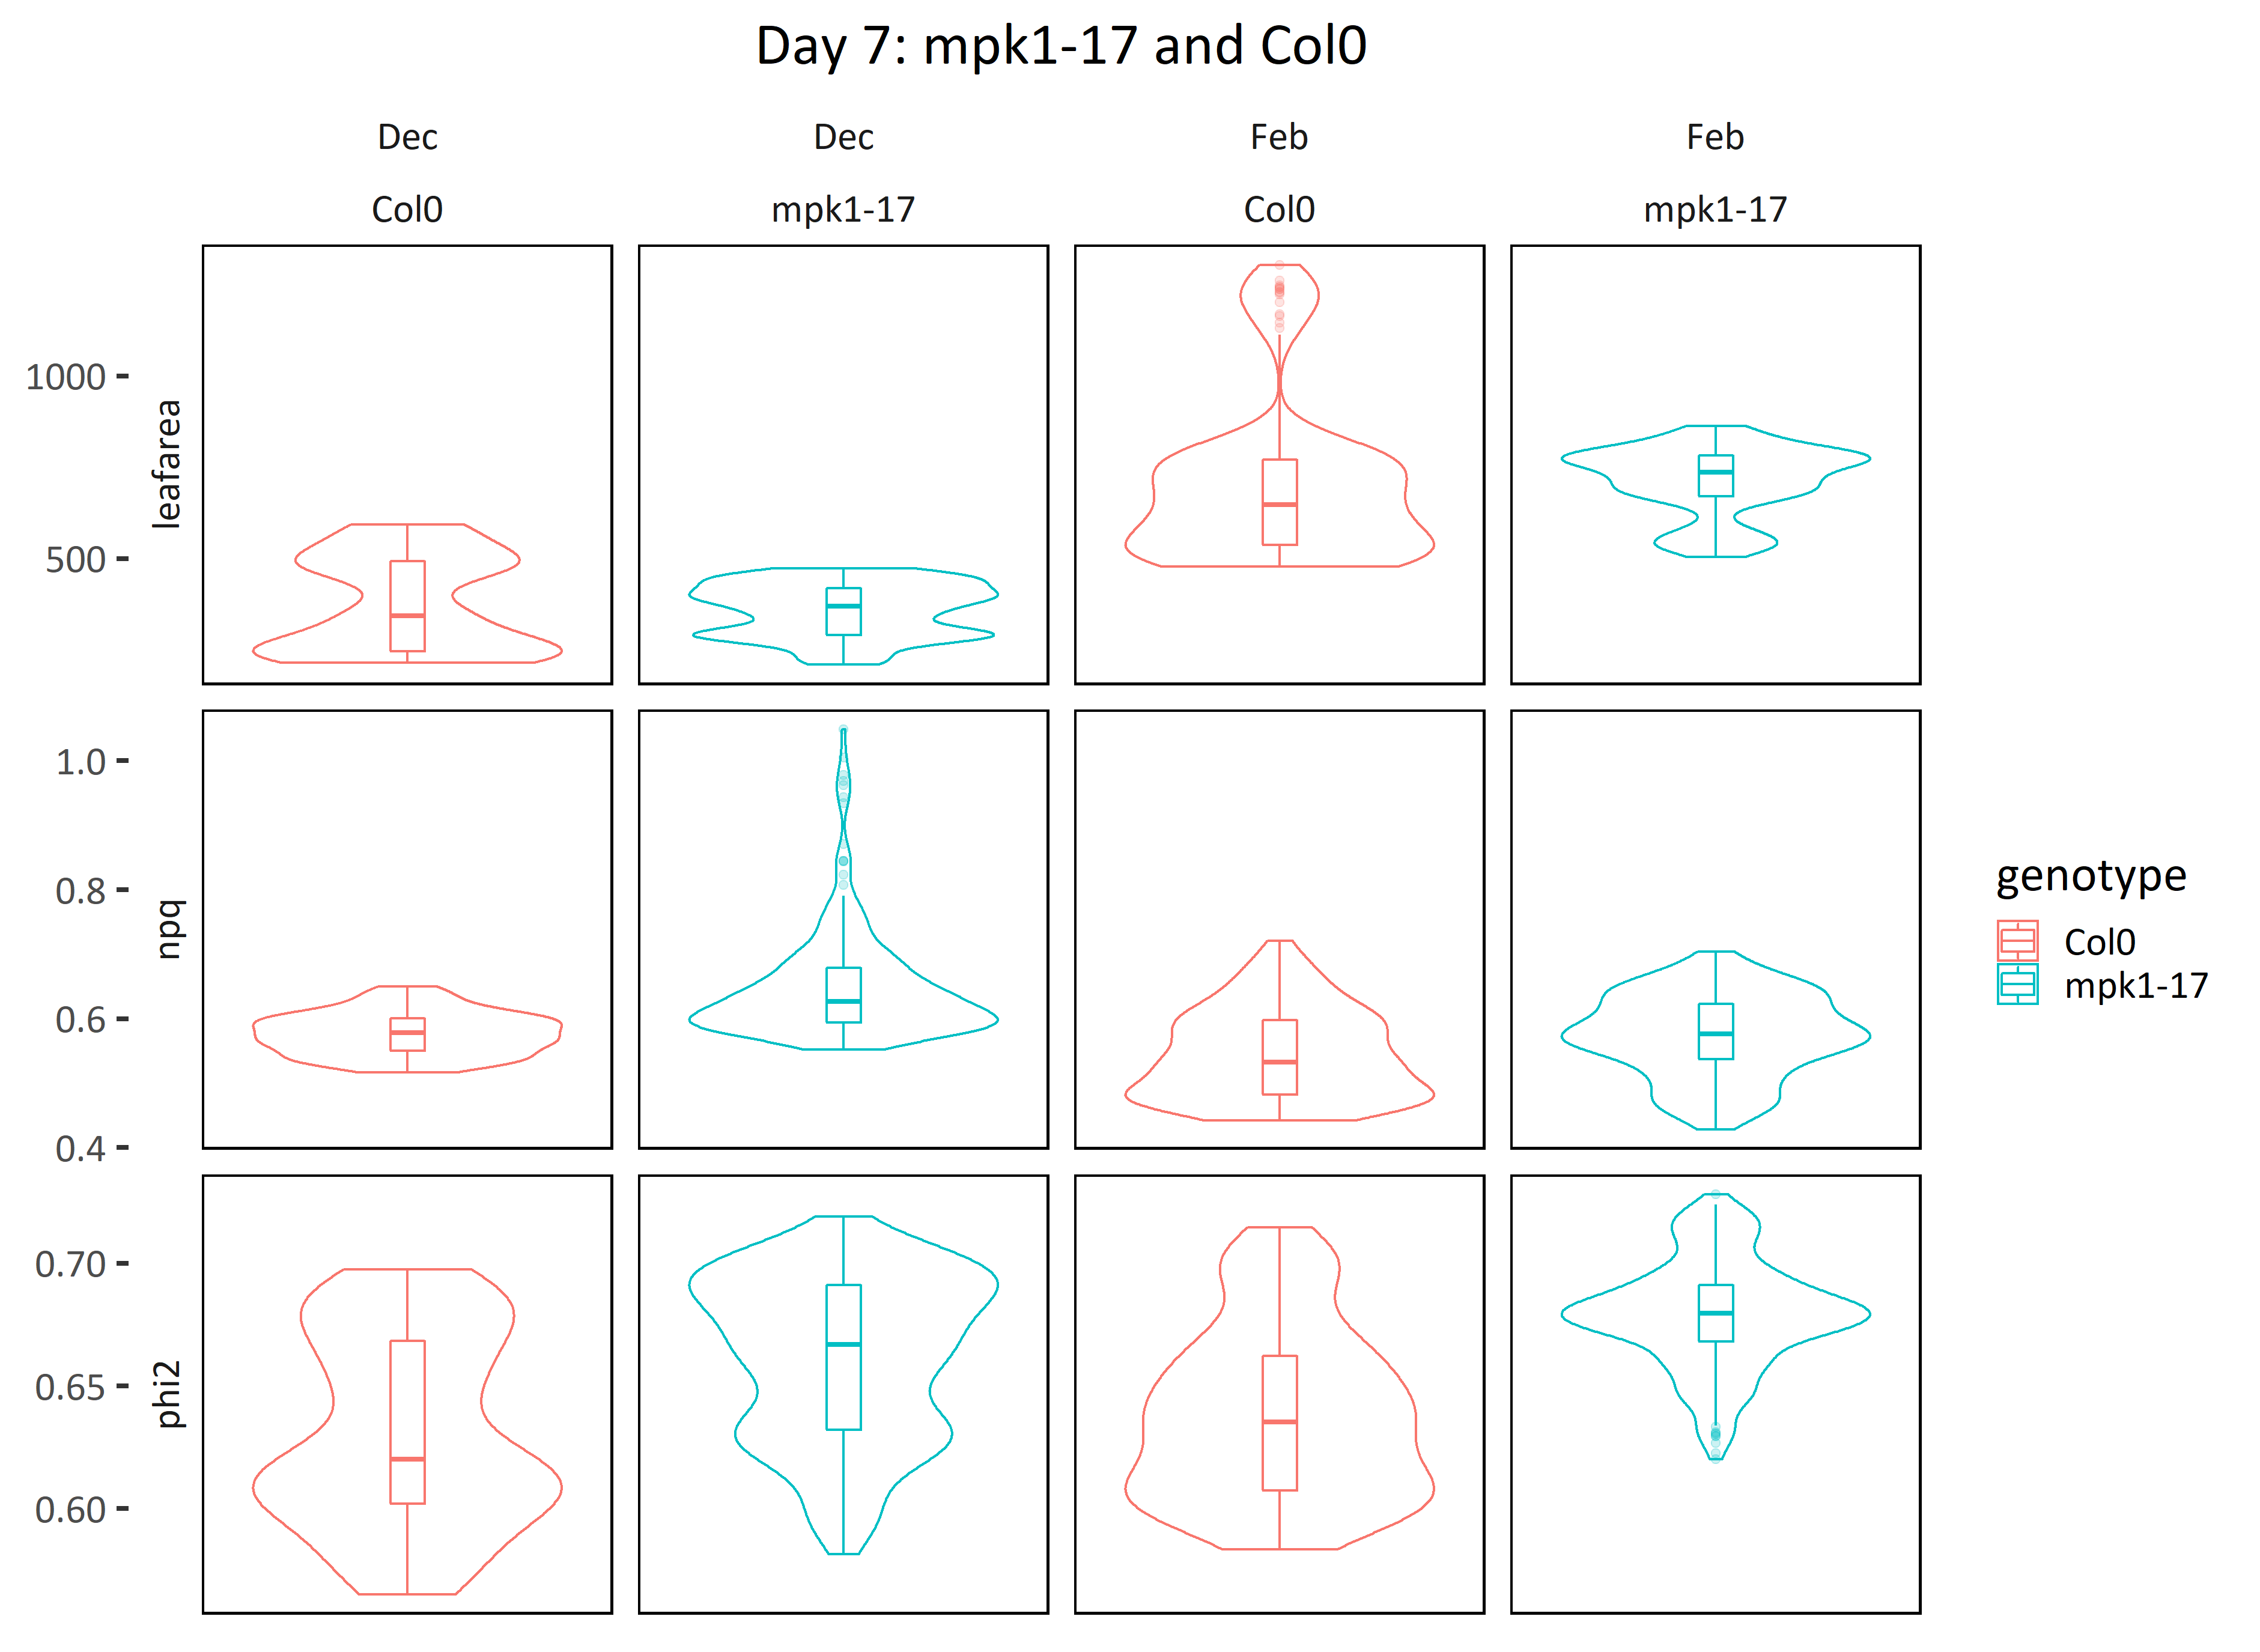 Day 7: mpk1-17 and Col0
Dec Dec Feb Feb
Col0 mpk1-17 Col0 mpk1-17
1000
500
leafarea
1.0
0.8
0.6
0.4
npq
0.70
0.65
0.60
phi2
genotype
Col0
mpk1-17